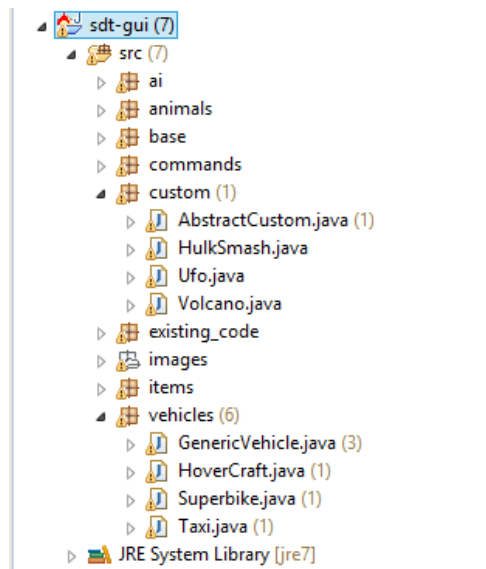 sdt-gui (7)
src (7)
ai
animals
base
commands
custom (1)
AbstractCustom.java (1)
HulkSmash.java
Ufo.java
Volcano.java
existing_code
images
items
vehicles (6)
GenericVehicle.java (3)
HoverCraft.java (1)
Superbike.java (1)
Taxi.java (1)
JRE System Library [jre7]